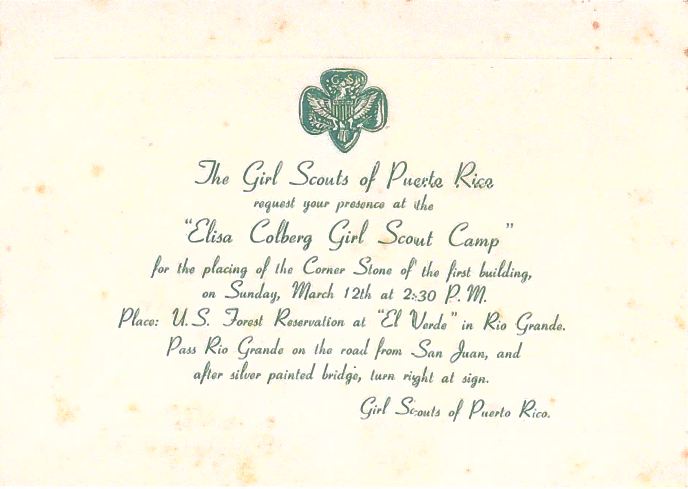 G S
The Girl Scouts of Puerto Rico
request your presence at the
"Elisa Colberg Girl Scout Camp"
for the placing of the Corner Stone of the first building,
on Sunday, March 12th at 2:30 P.M.
Place: U.S. Forest Reservation at "El Verde" in Rio Grande.
Pass Rio Grande on the road from San Juan, and
after silver painted bridge, turn right at sign.
Girl Scouts of Puerto Rico.